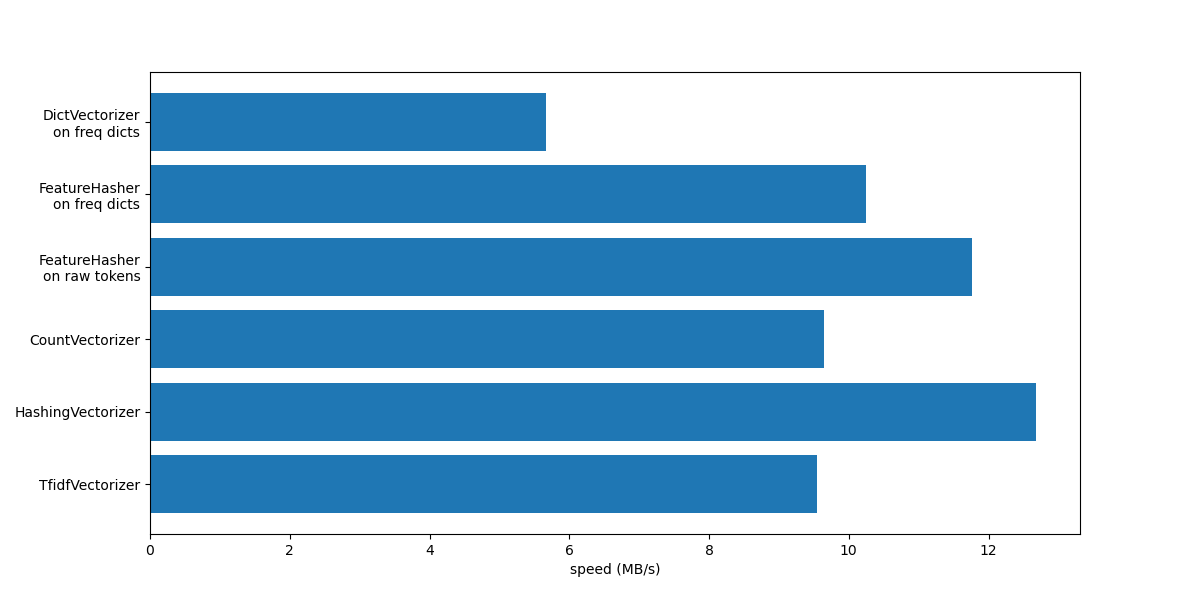 DictVectorizer
on freq dicts
FeatureHasher
on freq dicts
FeatureHasher
on raw tokens
CountVectorizer
HashingVectorizer
TfidfVectorizer
0 2 4 6 8 10 12
speed (MB/s)